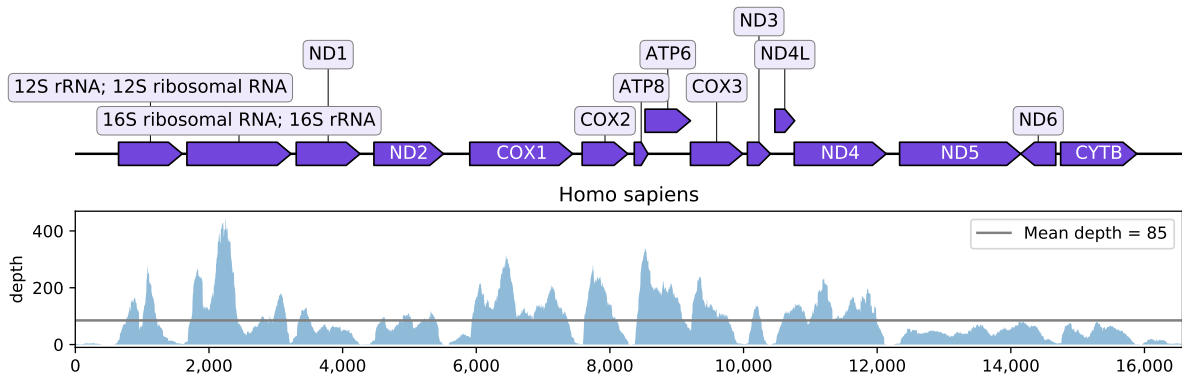 ND3
ND1 ATP6 ND4L
12S rRNA; 12S ribosomal RNA ATP8 COX3
16S ribosomal RNA; 16S rRNA COX2 ND6
ND2 COX1 ND4 ND5 CYTB
Homo sapiens
Mean depth = 85
depth
400
200
0
0 2,000 4,000 6,000 8,000 10,000 12,000 14,000 16,000